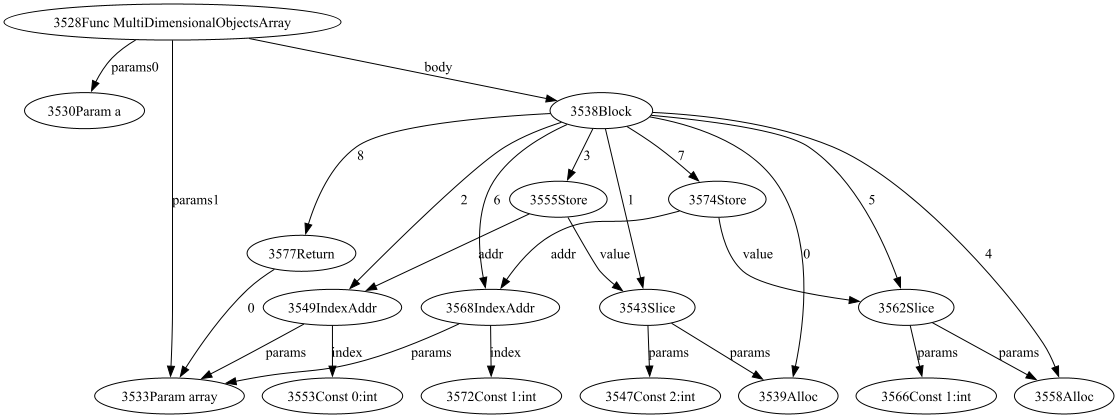 3528Func MultiDimensionalObjectsArray
params0
body
3530Param a
3538Block
8
3
7
params1
2
6
3555Store
1
3574Store
5
3577Return
addr
value
addr
value
0
4
0
3549IndexAddr
3568IndexAddr
3543Slice
3562Slice
params
index
params
index
params
params
params
params
3533Param array
3553Const 0:int
3572Const 1:int
3547Const 2:int
3539Alloc
3566Const 1:int
3558Alloc